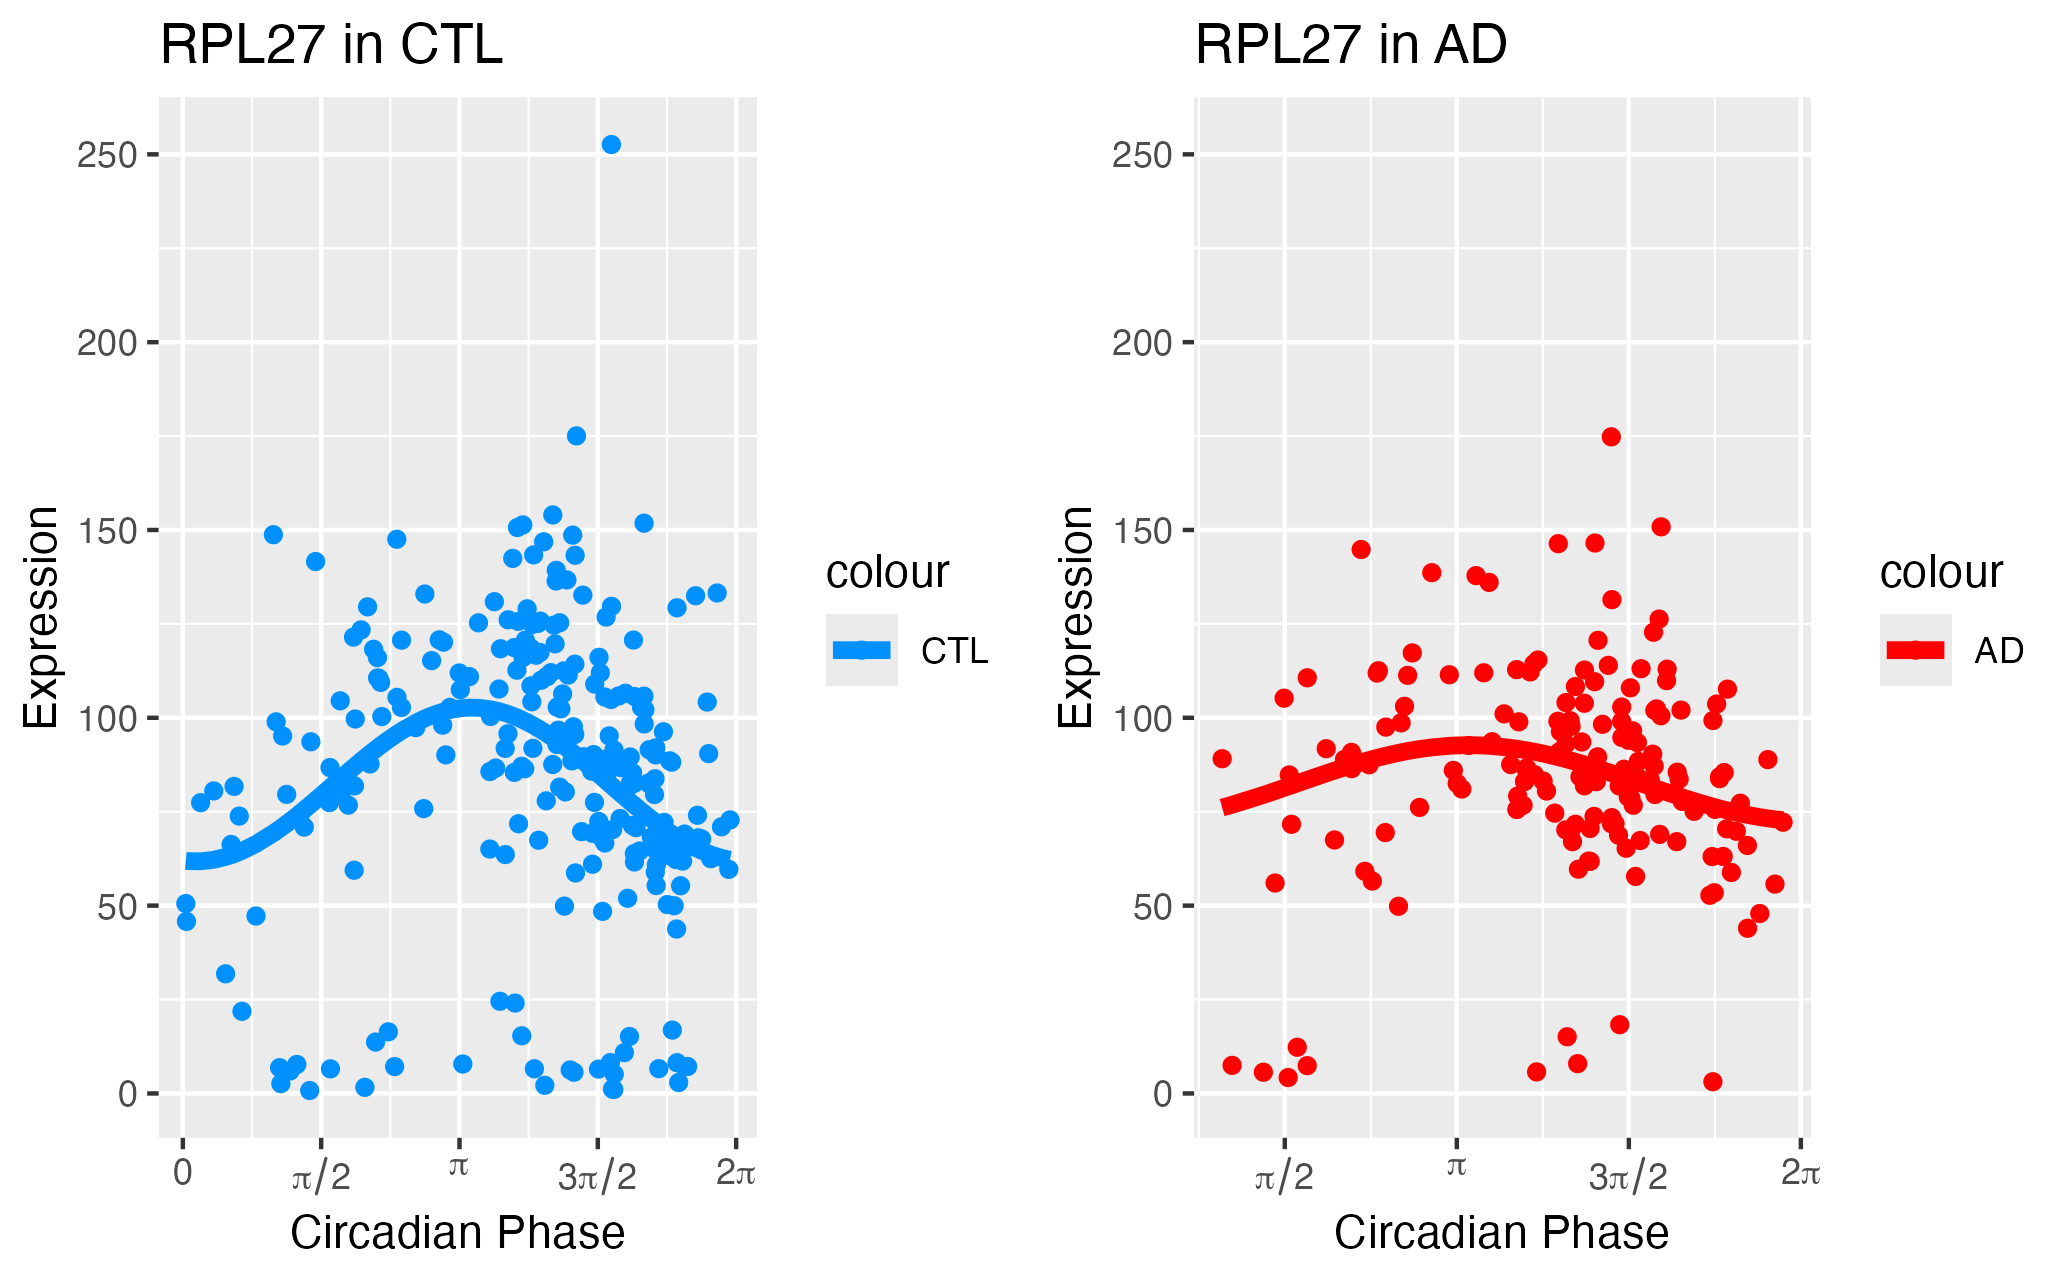 RPL27 in CTL
250
200
150
100
50
0
Expression
0 π/2 π 3π/2 2π
Circadian Phase
colour
CTL
RPL27 in AD
250
200
150
100
50
0
Expression
π/2 π 3π/2 2π
Circadian Phase
colour
AD